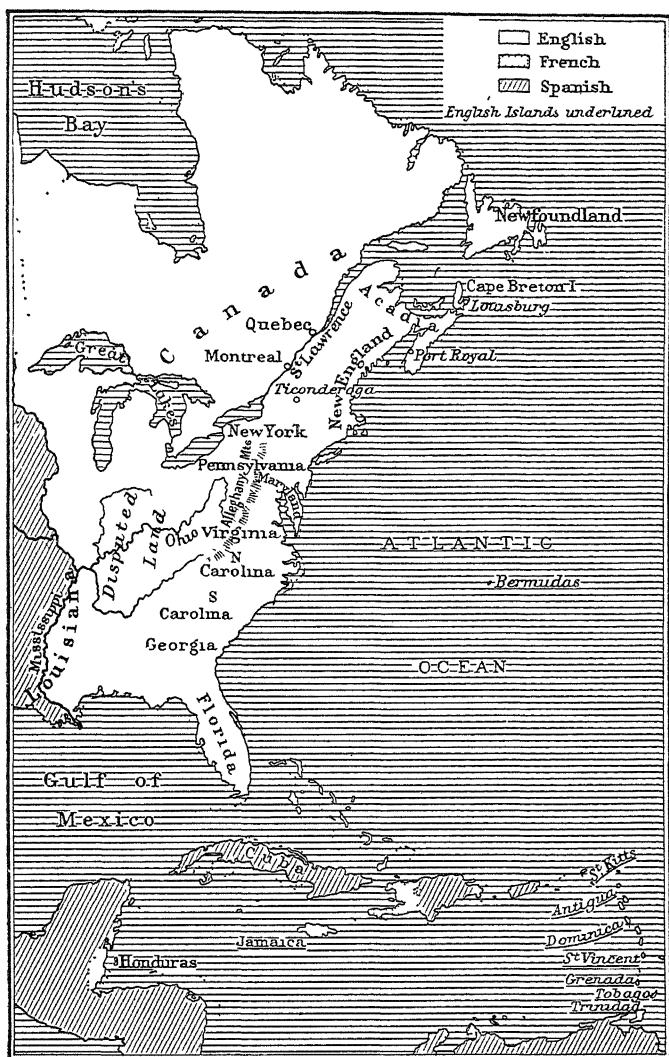 English
French
Spanish
English Islands underlined
Hudson's
Bay
Newfoundland
Canada
Cape Breton I
Louisburg
Acadia
Quebec
St Lawrence
Great
Lakes
Montreal
Port Royal
Ticonderoga
New England
New York
Pennsylvania
Alleghany Mts
Maryland
Disputed
Land
Ohio
Virginia
N
Carolina
ATLANTIC
Bermudas
S
Carolina
Mississippi
Louisiana
Georgia
OCEAN
Florida
Gulf of
Mexico
Cuba
St Kitts
Antigua
Jamaica
Dominica
Honduras
St Vincent
Grenada
Tobagos
Trinidad